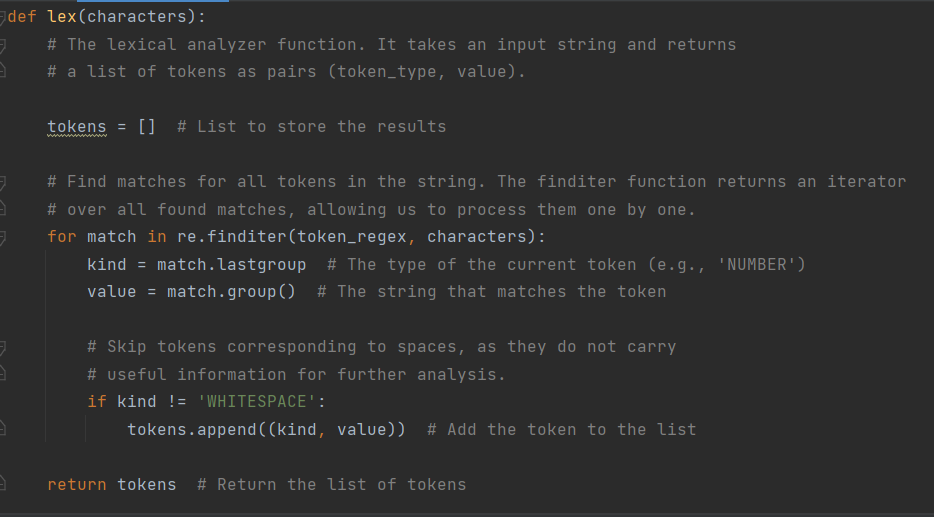 def lex(characters):
    # The lexical analyzer function. It takes an input string and returns
    # a list of tokens as pairs (token_type, value).
    tokens = []  # List to store the results
    # Find matches for all tokens in the string. The finditer function returns an iterator
    # over all found matches, allowing us to process them one by one.
    for match in re.finditer(token_regex, characters):
        kind = match.lastgroup  # The type of the current token (e.g., 'NUMBER')
        value = match.group()  # The string that matches the token
        # Skip tokens corresponding to spaces, as they do not carry
        # useful information for further analysis.
        if kind != 'WHITESPACE':
            tokens.append((kind, value))  # Add the token to the list
    return tokens  # Return the list of tokens